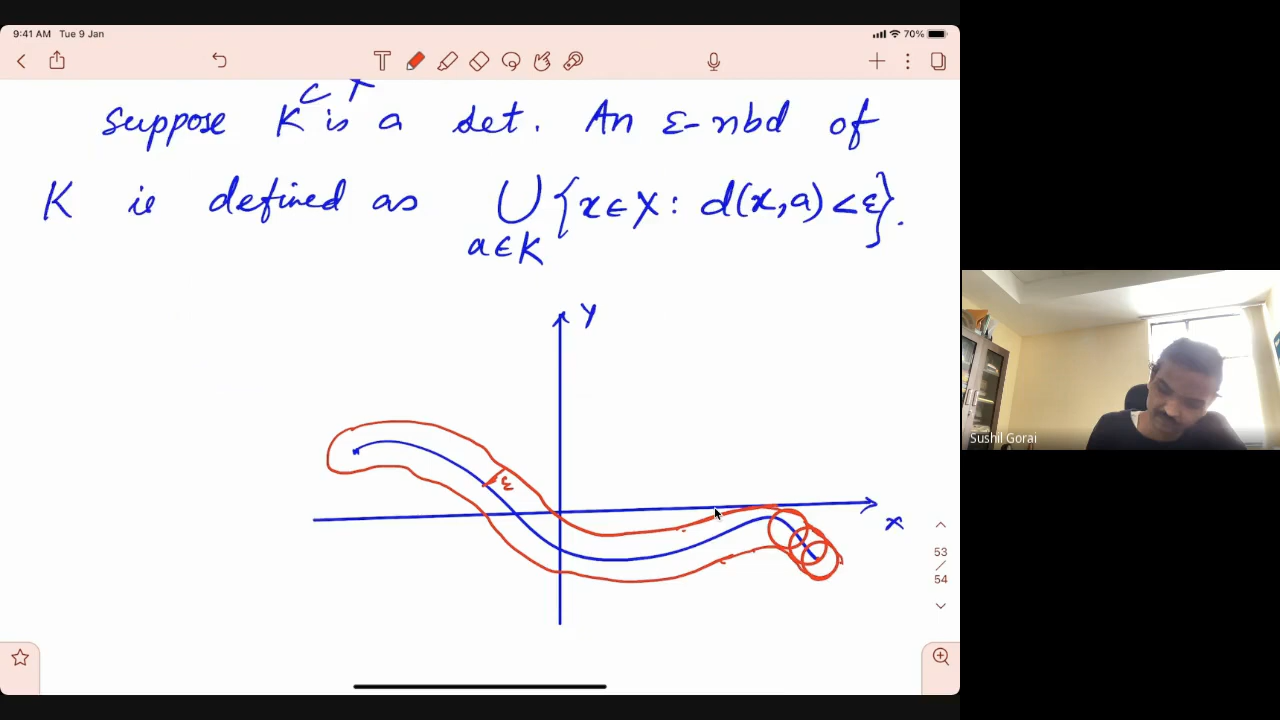 9:41 AM Tue 9 Jan
70%
T
⊂ X
Suppose K is a set. An ε-nbd of
K is defined as ⋃ {x∈X : d(x,a) < ε}.
a∈K
y
ε
x
Sushil Gorai
53
/
54